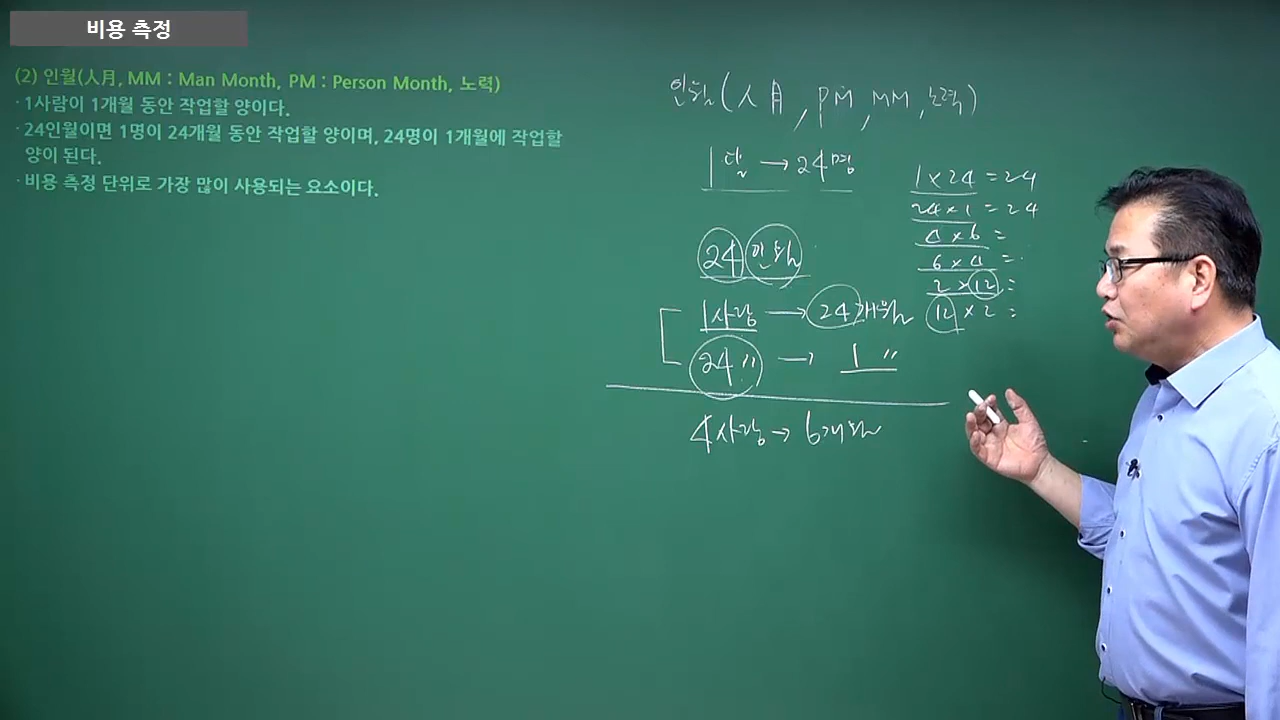 비용 측정
(2) 인월(人月, MM : Man Month, PM : Person Month, 노력)
· 1사람이 1개월 동안 작업할 양이다.
· 24인월이면 1명이 24개월 동안 작업할 양이며, 24명이 1개월에 작업할
양이 된다.
· 비용 측정 단위로 가장 많이 사용되는 요소이다.
인월(人月, PM, MM, 노력)
1달 → 24명
24 인월
1사람 → 24개월
24 〃 → 1 〃
4사람 → 6개월
1 x 24 = 24
24 x 1 = 24
4 x 6 =
6 x 4 =
2 x 12 =
12 x 2 =